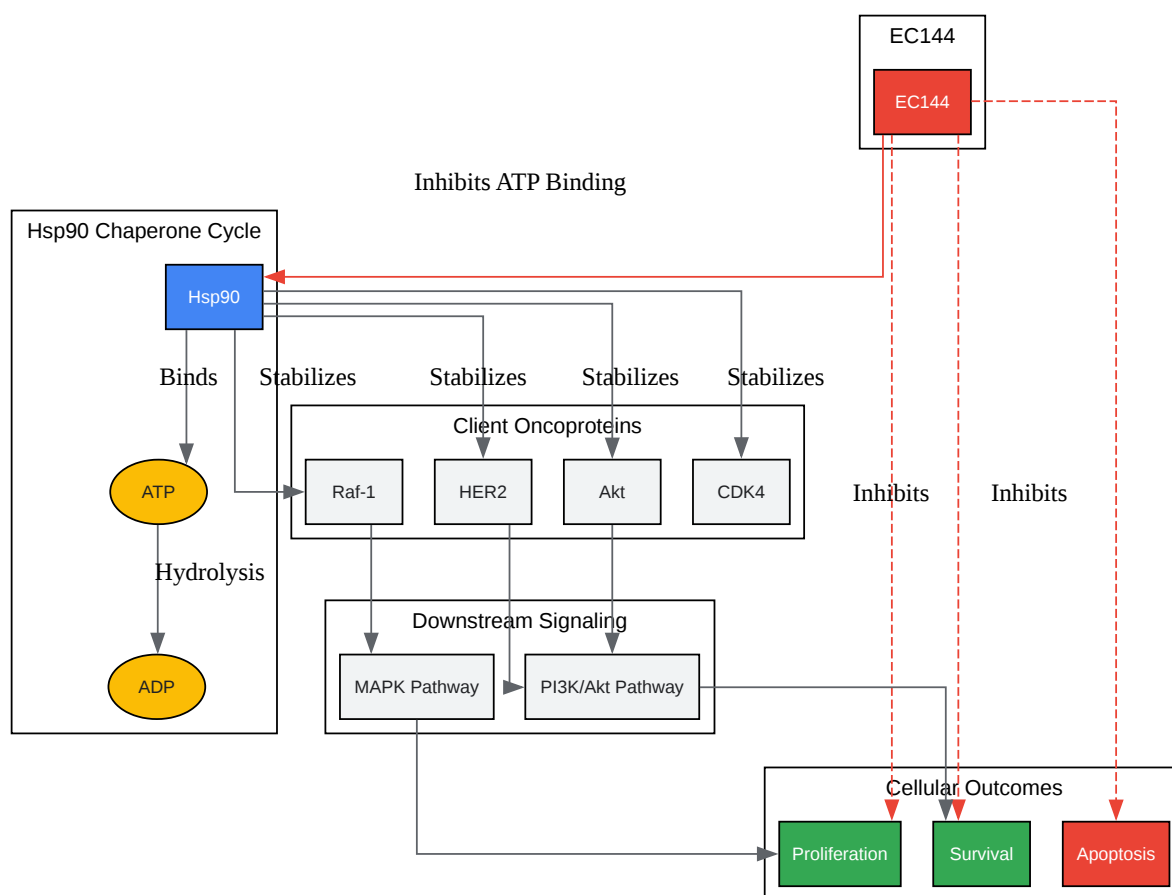 EC144
EC144
Inhibits ATP Binding
Hsp90 Chaperone Cycle
Hsp90
Binds
Stabilizes
Stabilizes
Stabilizes
Stabilizes
Client Oncoproteins
ATP
Raf-1
HER2
Akt
CDK4
Inhibits
Inhibits
Hydrolysis
Downstream Signaling
ADP
MAPK Pathway
PI3K/Akt Pathway
Cellular Outcomes
Proliferation
Survival
Apoptosis